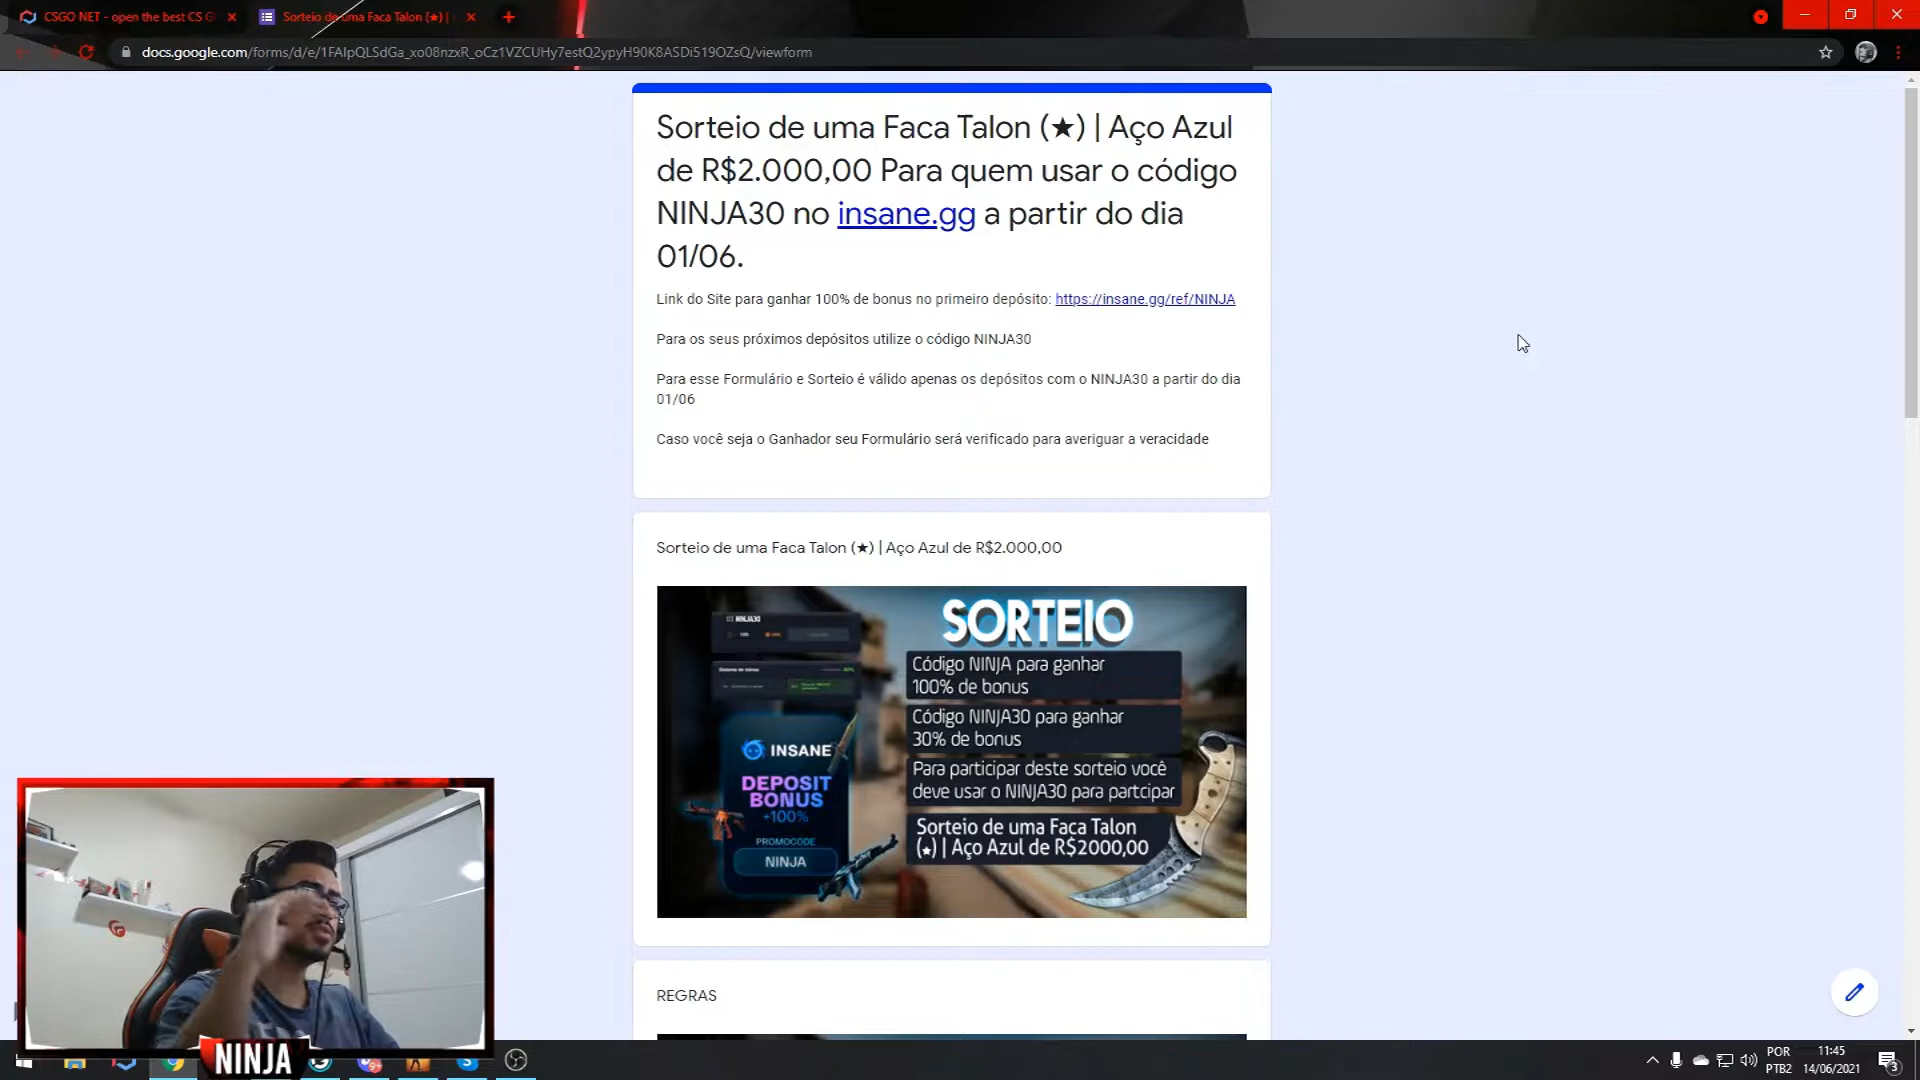 CSGO NET - open the best CS G
Sorteio de uma Faca Talon (★) |
docs.google.com/forms/d/e/1FAIpQLSdGa_xo08nzxR_oCz1VZCUHy7estQ2ypyH90K8ASDi519OZsQ/viewform
Sorteio de uma Faca Talon (★) | Aço Azul
de R$2.000,00 Para quem usar o código
NINJA30 no insane.gg a partir do dia
01/06.
Link do Site para ganhar 100% de bonus no primeiro depósito: https://insane.gg/ref/NINJA
Para os seus próximos depósitos utilize o código NINJA30
Para esse Formulário e Sorteio é válido apenas os depósitos com o NINJA30 a partir do dia
01/06
Caso você seja o Ganhador seu Formulário será verificado para averiguar a veracidade
Sorteio de uma Faca Talon (★) | Aço Azul de R$2.000,00
SORTEIO
NINJA30
Código NINJA para ganhar
100% de bonus
Código NINJA30 para ganhar
30% de bonus
Para participar deste sorteio você
deve usar o NINJA30 para partcipar
Sorteio de uma Faca Talon
(★) | Aço Azul de R$2000,00
INSANE
DEPOSIT
BONUS
+100%
PROMOCODE
NINJA
REGRAS
NINJA
POR
PTB2
11:45
14/06/2021
3